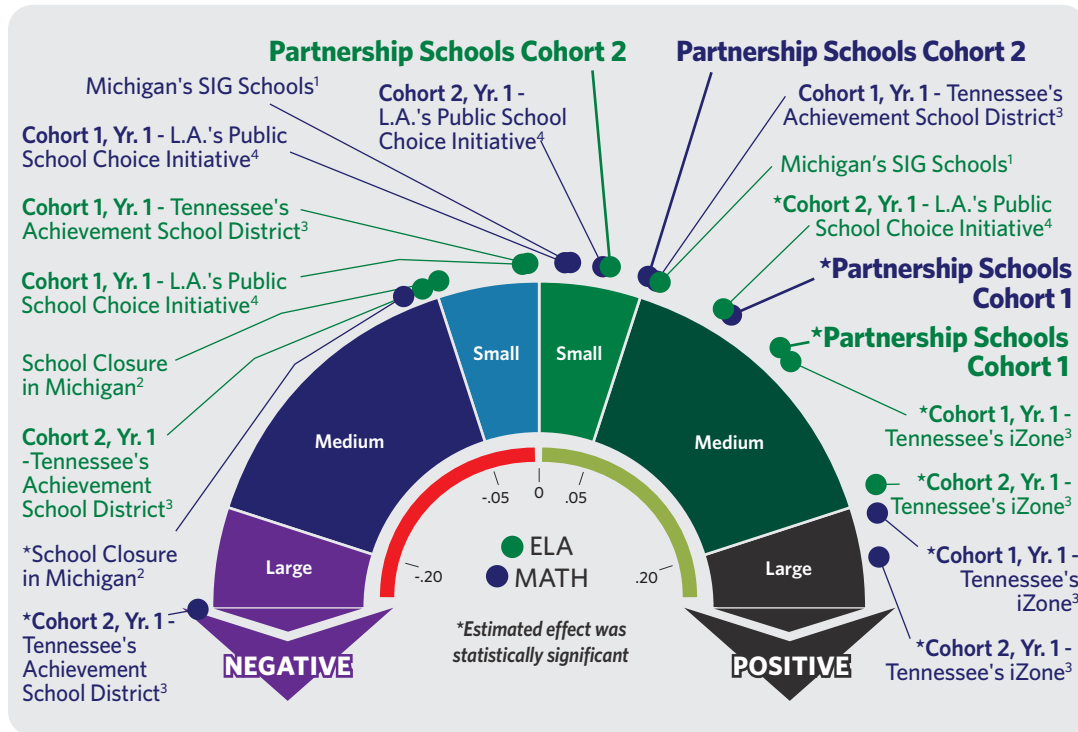 Partnership Schools Cohort 2
Partnership Schools Cohort 2
Michigan's SIG Schools¹
Cohort 1, Yr. 1 - L.A.'s Public
School Choice Initiative⁴
Cohort 1, Yr. 1 - Tennessee's
Achievement School District³
Cohort 1, Yr. 1 - L.A.'s Public
School Choice Initiative⁴
School Closure
in Michigan²
Cohort 2, Yr. 1
-Tennessee's
Achievement
School District³
*School Closure
in Michigan²
*Cohort 2, Yr. 1 -
Tennessee's
Achievement
School District³
Cohort 2, Yr. 1 -
L.A.'s Public School
Choice Initiative⁴
Cohort 1, Yr. 1 - Tennessee's
Achievement School District³
Michigan’s SIG Schools¹
*Cohort 2, Yr. 1 - L.A.'s Public
School Choice Initiative⁴
*Partnership Schools
Cohort 1
*Partnership Schools
Cohort 1
*Cohort 1, Yr. 1 -
Tennessee's iZone³
*Cohort 2, Yr. 1 -
Tennessee's iZone³
*Cohort 1, Yr. 1 -
Tennessee's
iZone³
*Cohort 2, Yr. 1 -
Tennessee's iZone³
Small
Small
Medium
Medium
Large
Large
-.05
0
.05
-.20
.20
ELA
MATH
*Estimated effect was
statistically significant
NEGATIVE
POSITIVE